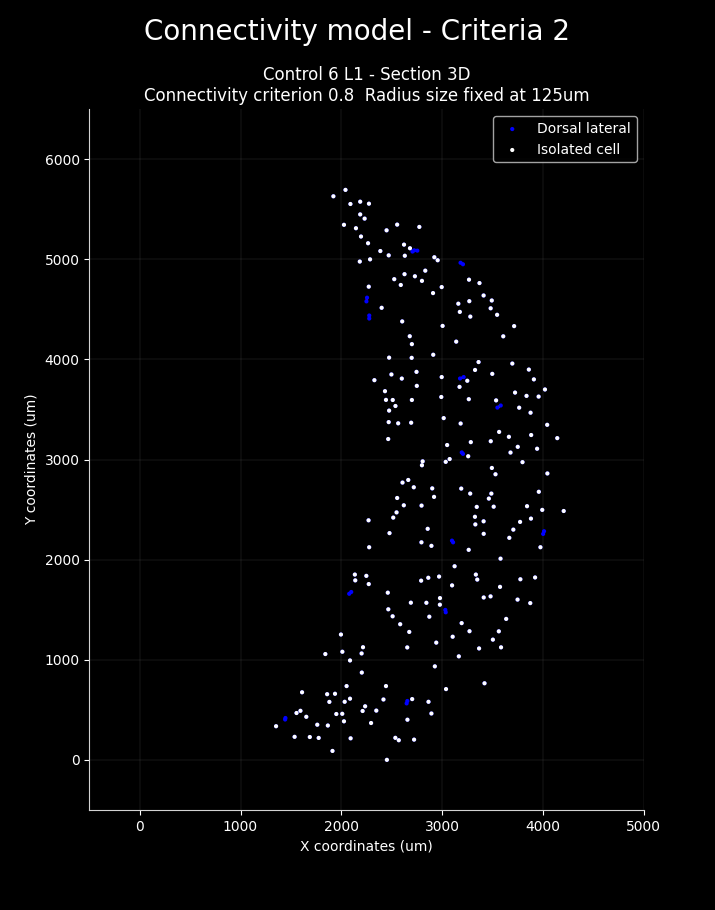 Connectivity model - Criteria 2
Control 6 L1 - Section 3D
Connectivity criterion 0.8  Radius size fixed at 125um
Dorsal lateral
Isolated cell
6000
5000
4000
3000
2000
1000
0
Y coordinates (um)
0 1000 2000 3000 4000 5000
X coordinates (um)